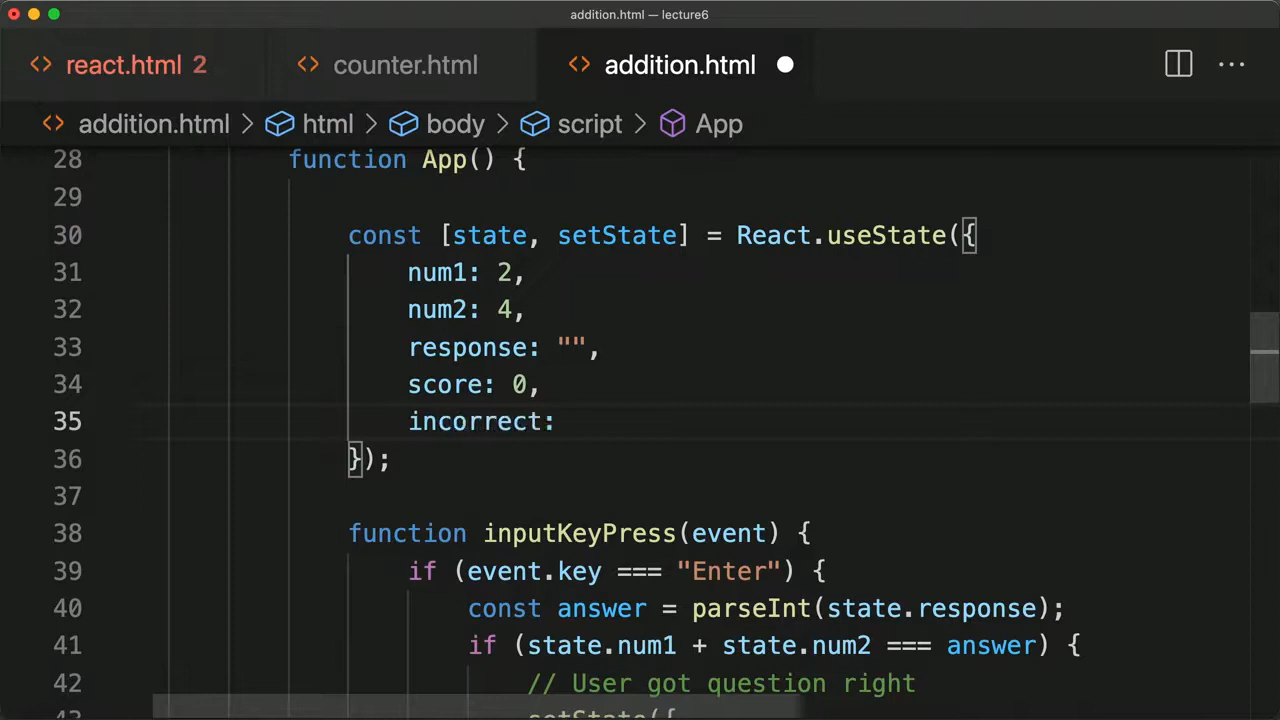 addition.html — lecture6
react.html 2 counter.html addition.html
addition.html > html > body > script > App
28 function App() {
29
30 const [state, setState] = React.useState({
31 num1: 2,
32 num2: 4,
33 response: "",
34 score: 0,
35 incorrect:
36 });
37
38 function inputKeyPress(event) {
39 if (event.key === "Enter") {
40 const answer = parseInt(state.response);
41 if (state.num1 + state.num2 === answer) {
42 // User got question right
43 setState({